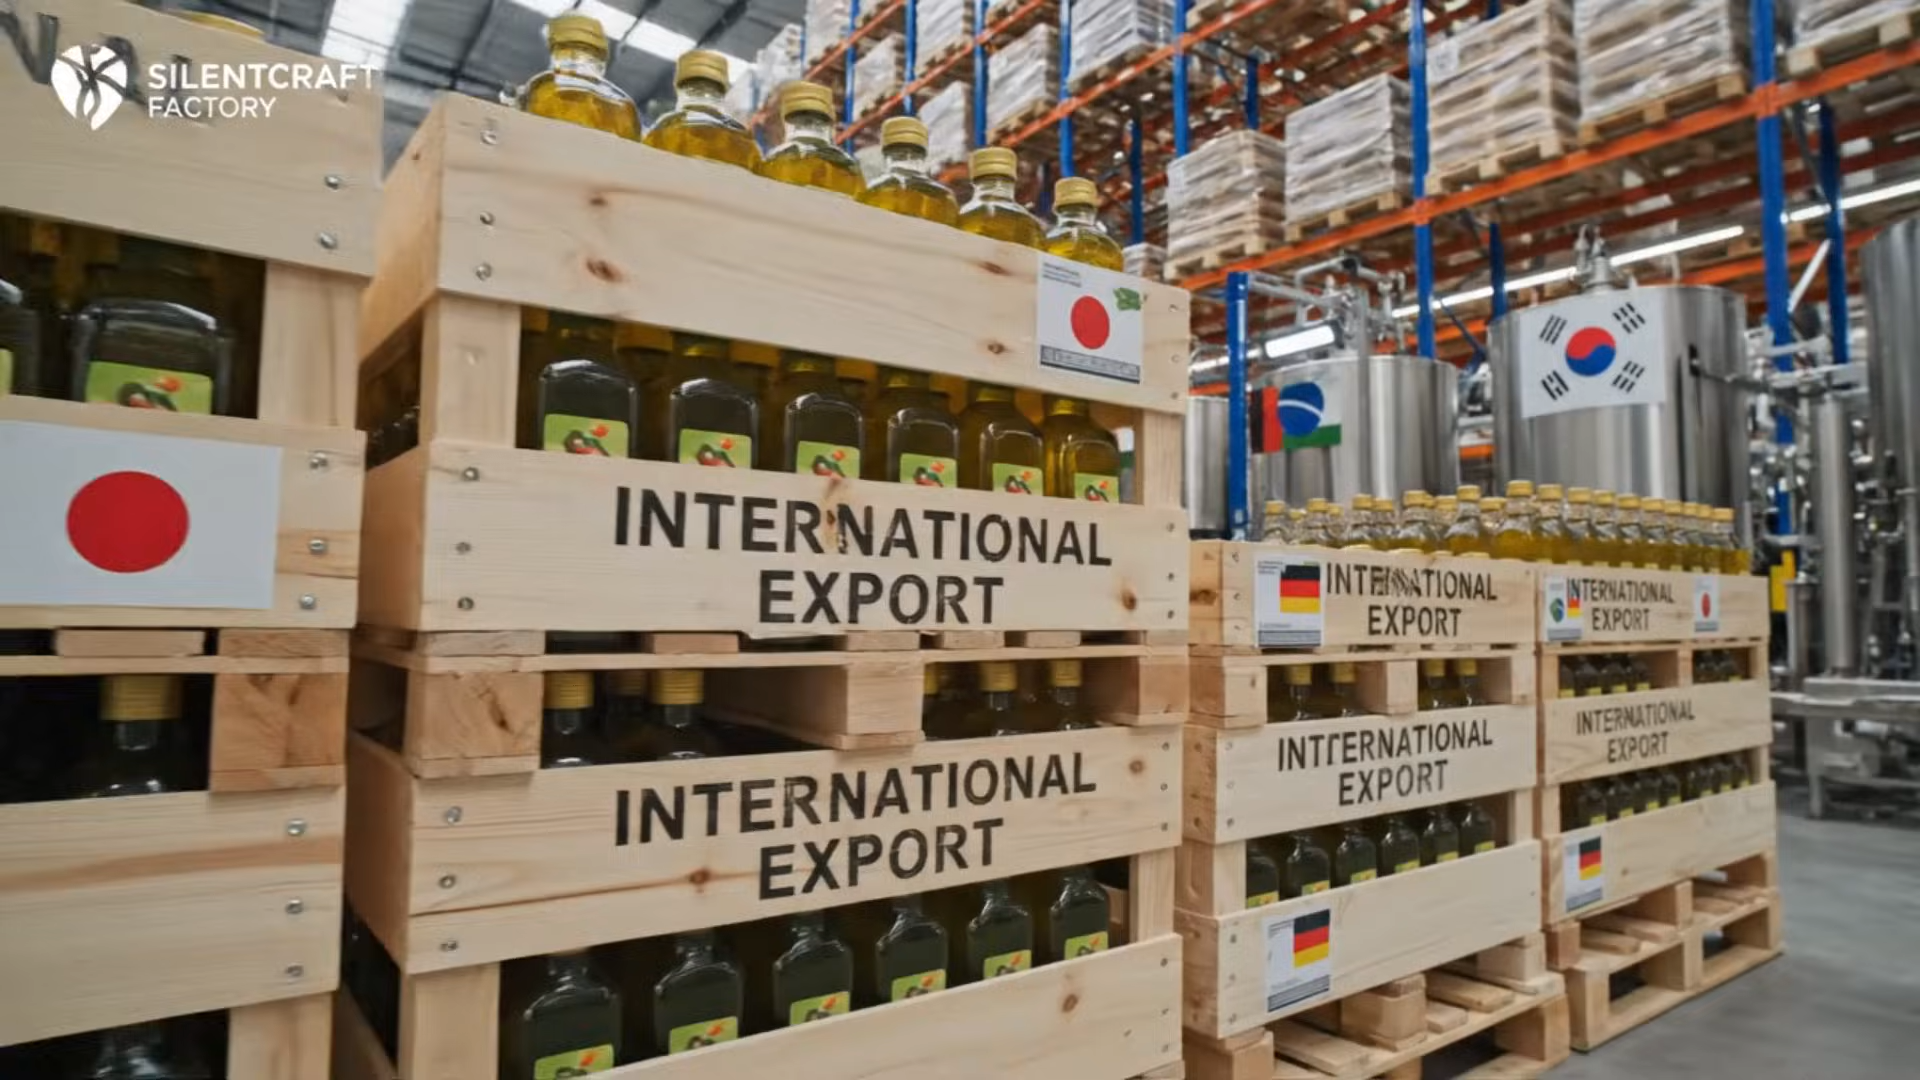 SILENTCRAFT
FACTORY
INTERNATIONAL
EXPORT
INTERNATIONAL
EXPORT
EXPORT
INTERNATIONAL
EXPORT
INTERNATIONAL
EXPORT
INTERNATIONAL
EXPORT